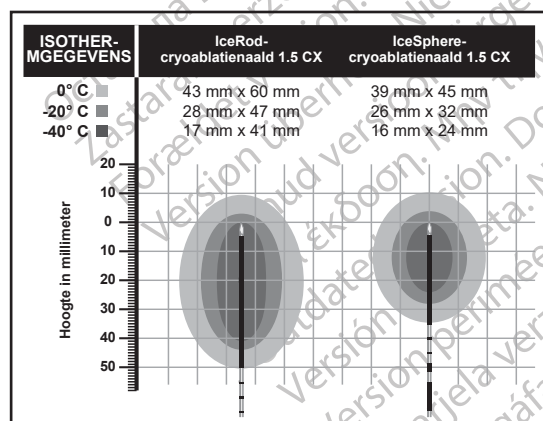 ISOTHER-
MGEGEVENS
IceRod-
cryoablatienaald 1.5 CX
IceSphere-
cryoablatienaald 1.5 CX
0° C 43 mm x 60 mm 39 mm x 45 mm
-20° C 28 mm x 47 mm 26 mm x 32 mm
-40° C 17 mm x 41 mm 16 mm x 24 mm
Hoogte in millimeter
20
10
0
10
20
30
40
50